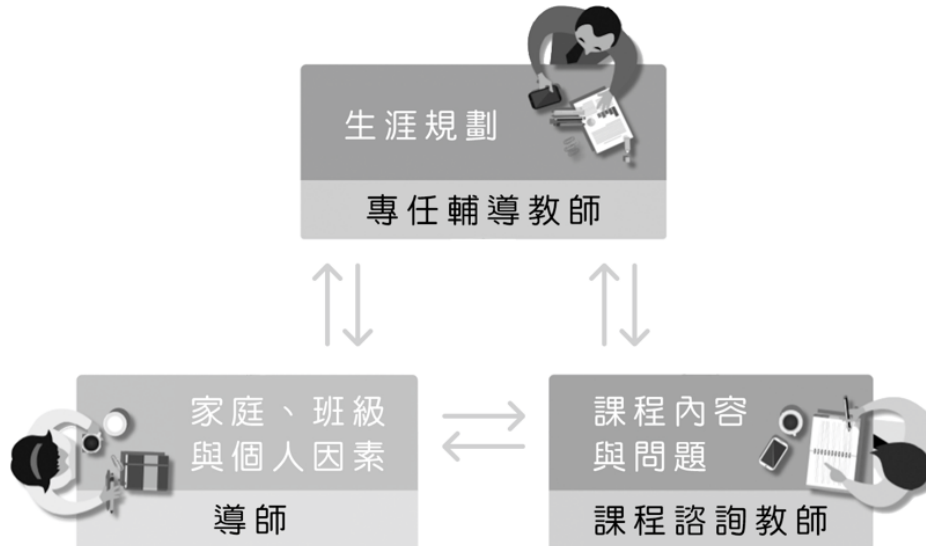 生涯規劃
專任輔導教師
家庭、班級
與個人因素
導師
課程內容
與問題
課程諮詢教師